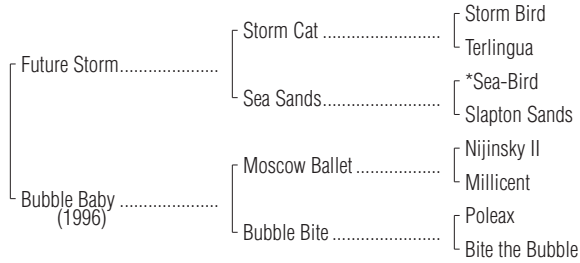 Storm Bird
Storm Cat ......................
Terlingua
Future Storm...................
*Sea-Bird
Sea Sands......................
Slapton Sands
Nijinsky II
Moscow Ballet ................
Millicent
Bubble Baby ...................
(1996)
Poleax
Bubble Bite .....................
Bite the Bubble